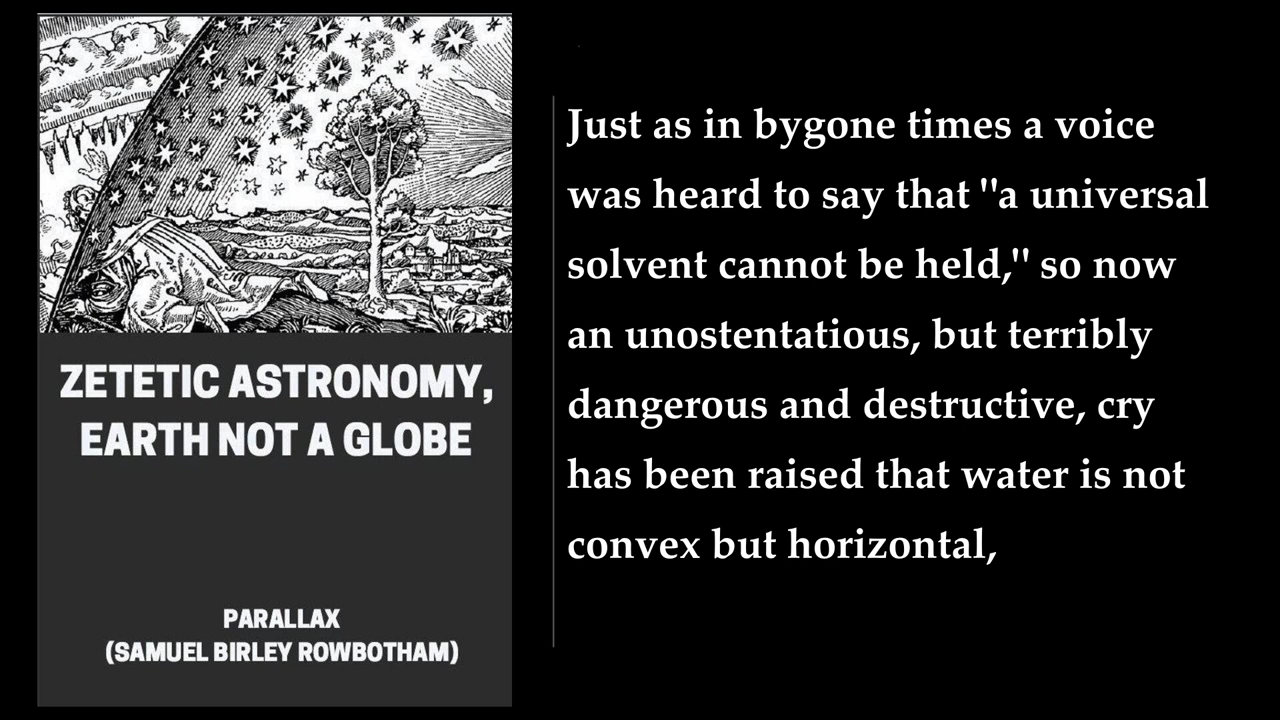 ZETETIC ASTRONOMY,
EARTH NOT A GLOBE
PARALLAX
(SAMUEL BIRLEY ROWBOTHAM)
Just as in bygone times a voice
was heard to say that "a universal
solvent cannot be held," so now
an unostentatious, but terribly
dangerous and destructive, cry
has been raised that water is not
convex but horizontal,